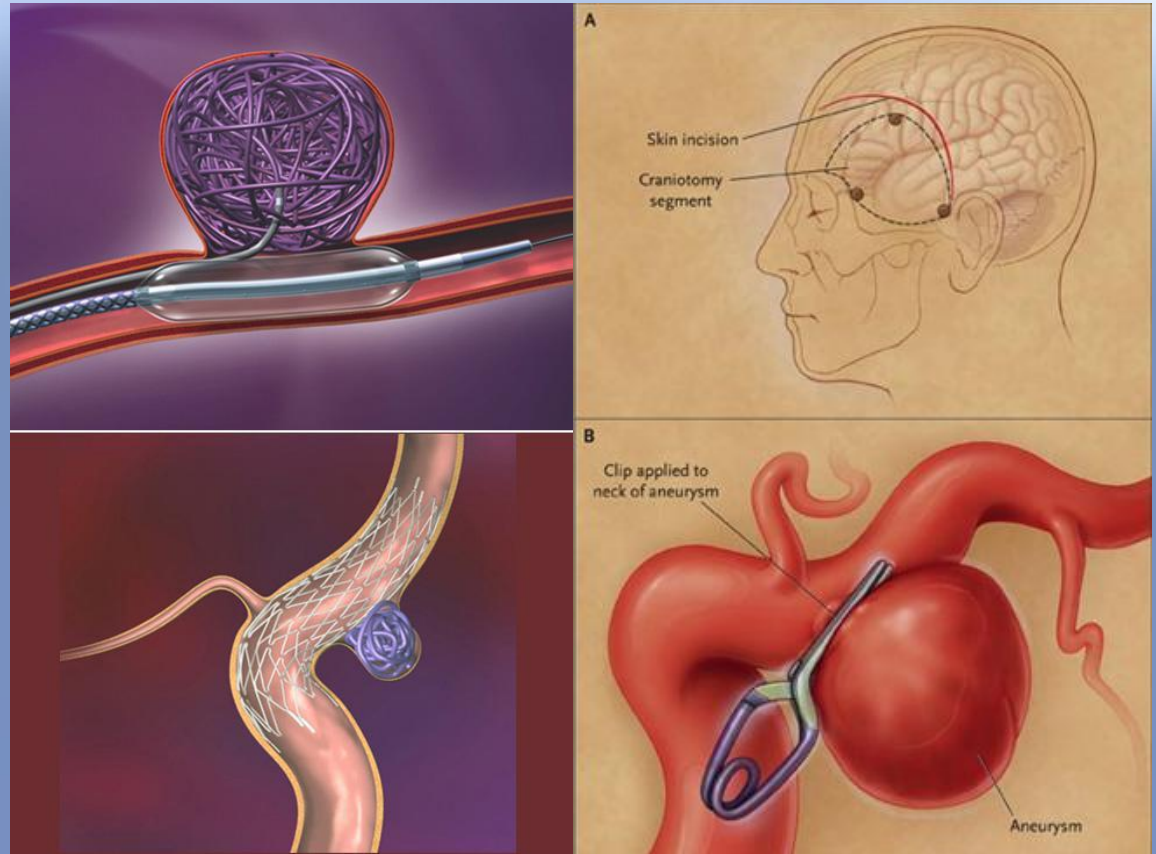 A
Skin incision
Craniotomy
segment
B
Clip applied to
neck of aneurysm
Aneurysm